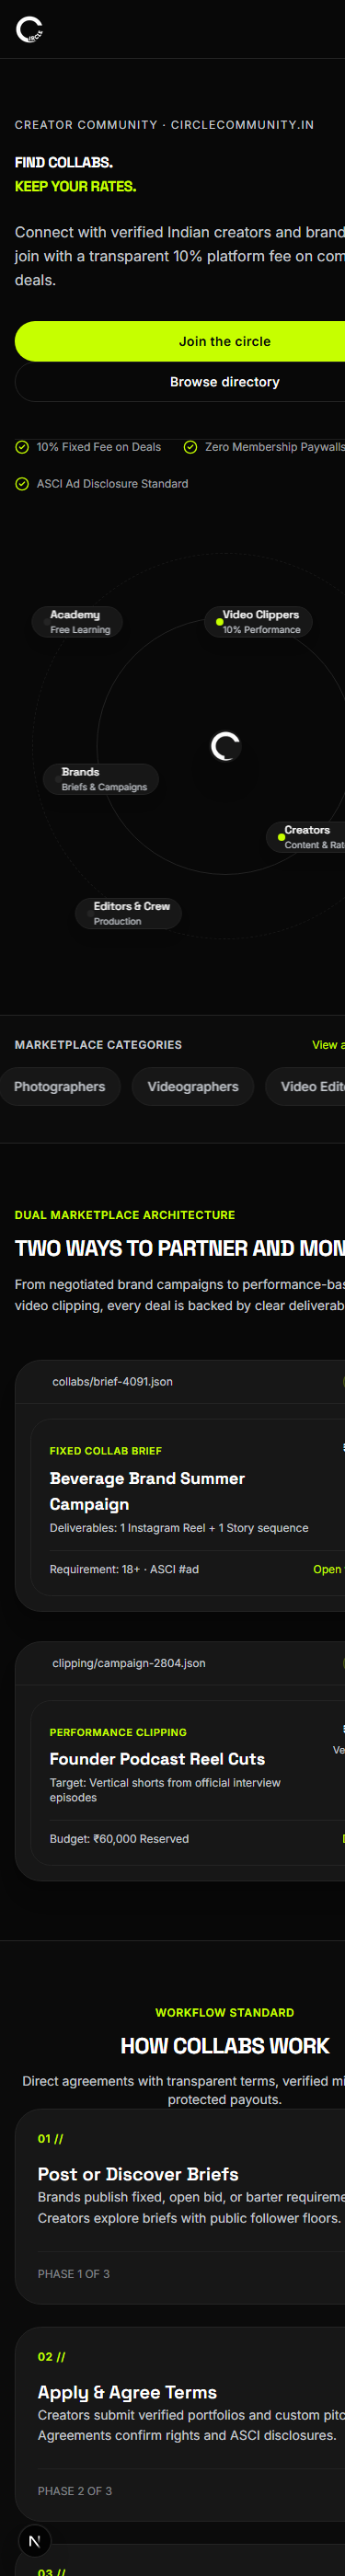 CREATOR COMMUNITY · CIRCLECOMMUNITY.IN
FIND COLLABS.
KEEP YOUR RATES.
Connect with verified Indian creators and brand
join with a transparent 10% platform fee on com
deals.
Join the circle
Browse directory
10% Fixed Fee on Deals
Zero Membership Paywalls
ASCI Ad Disclosure Standard
Academy
Free Learning
Video Clippers
10% Performance
Brands
Briefs & Campaigns
Creators
Content & Rat
Editors & Crew
Production
MARKETPLACE CATEGORIES
View a
Photographers
Videographers
Video Edit
DUAL MARKETPLACE ARCHITECTURE
TWO WAYS TO PARTNER AND MON
From negotiated brand campaigns to performance-bas
video clipping, every deal is backed by clear deliverab
collabs/brief-4091.json
FIXED COLLAB BRIEF
Beverage Brand Summer
Campaign
Deliverables: 1 Instagram Reel + 1 Story sequence
Requirement: 18+ · ASCI #ad
Open
clipping/campaign-2804.json
PERFORMANCE CLIPPING
Founder Podcast Reel Cuts
Ve
Target: Vertical shorts from official interview
episodes
Budget: ₹60,000 Reserved
WORKFLOW STANDARD
HOW COLLABS WORK
Direct agreements with transparent terms, verified mi
protected payouts.
01 //
Post or Discover Briefs
Brands publish fixed, open bid, or barter requireme
Creators explore briefs with public follower floors.
PHASE 1 OF 3
02 //
Apply & Agree Terms
Creators submit verified portfolios and custom pitc
Agreements confirm rights and ASCI disclosures.
PHASE 2 OF 3
N
03 //